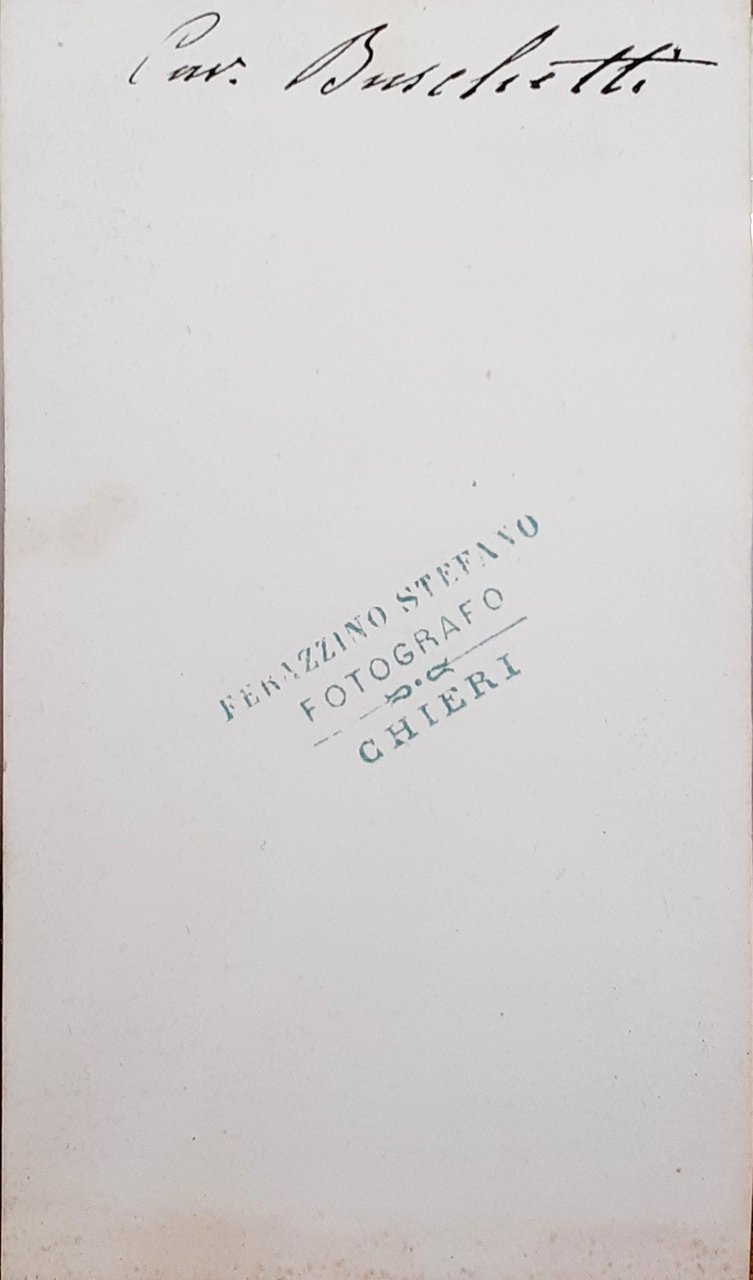 Cav. Buschetti
FERAZZINO STEFANO
FOTOGRAFO
CHIERI